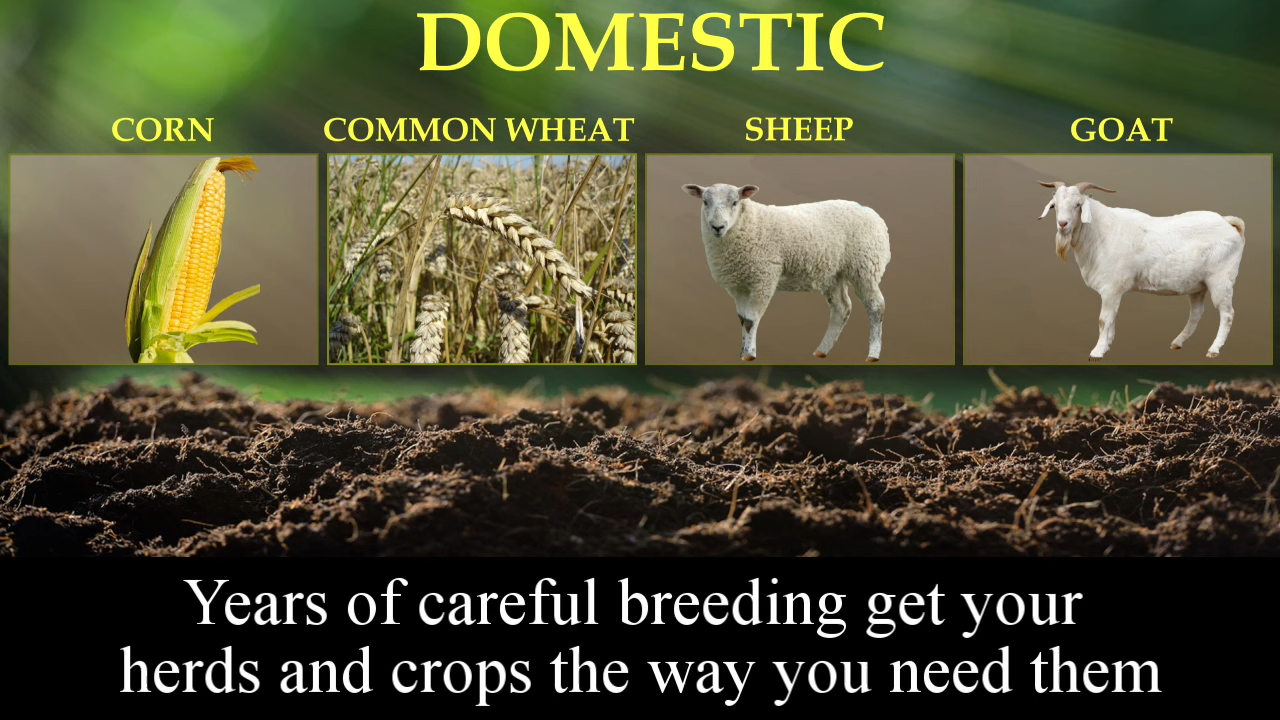 DOMESTIC
CORN
COMMON WHEAT
SHEEP
GOAT
Years of careful breeding get your
herds and crops the way you need them